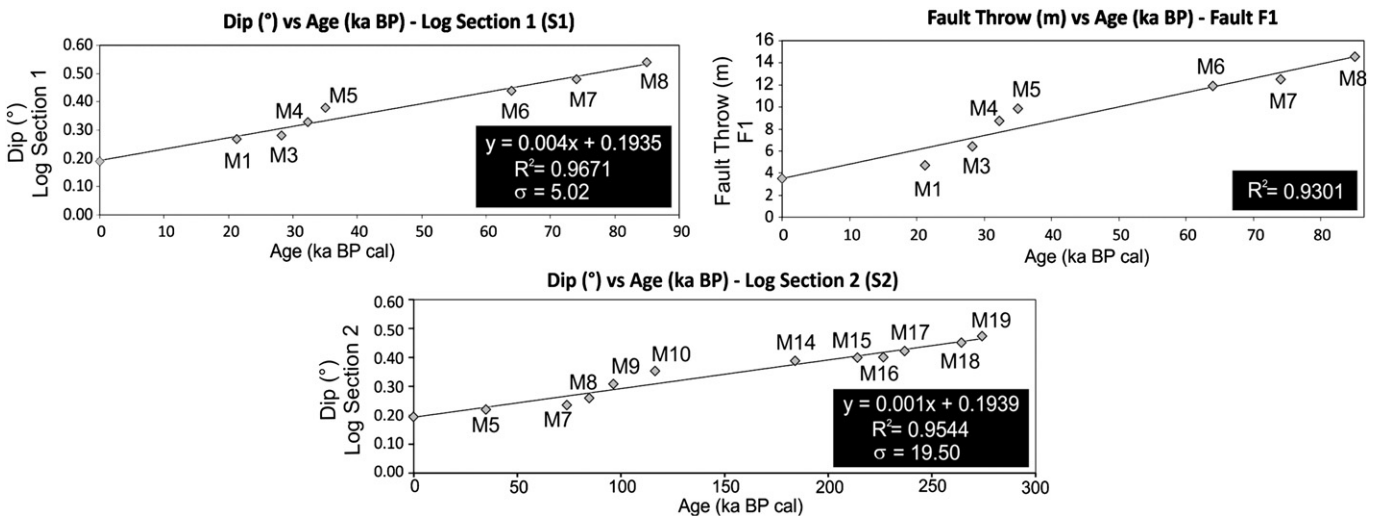 Dip (°) vs Age (ka BP) - Log Section 1 (S1)
Dip (°)
Log Section 1
0.60
0.50
0.40
0.30
0.20
0.10
0.00
M1
M3
M4
M5
M6
M7
M8
y = 0.004x + 0.1935
R²= 0.9671
σ = 5.02
0 10 20 30 40 50 60 70 80 90
Age (ka BP cal)
Fault Throw (m) vs Age (ka BP) - Fault F1
Fault Throw (m)
F1
16
14
12
10
8
6
4
2
0
M1
M3
M4
M5
M6
M7
M8
R²= 0.9301
0 10 20 30 40 50 60 70 80
Age (ka BP cal)
Dip (°) vs Age (ka BP) - Log Section 2 (S2)
Dip (°)
Log Section 2
0.60
0.50
0.40
0.30
0.20
0.10
0.00
M5
M7
M8
M9
M10
M14
M15
M16
M17
M18
M19
y = 0.001x + 0.1939
R²= 0.9544
σ = 19.50
0 50 100 150 200 250 300
Age (ka BP cal)